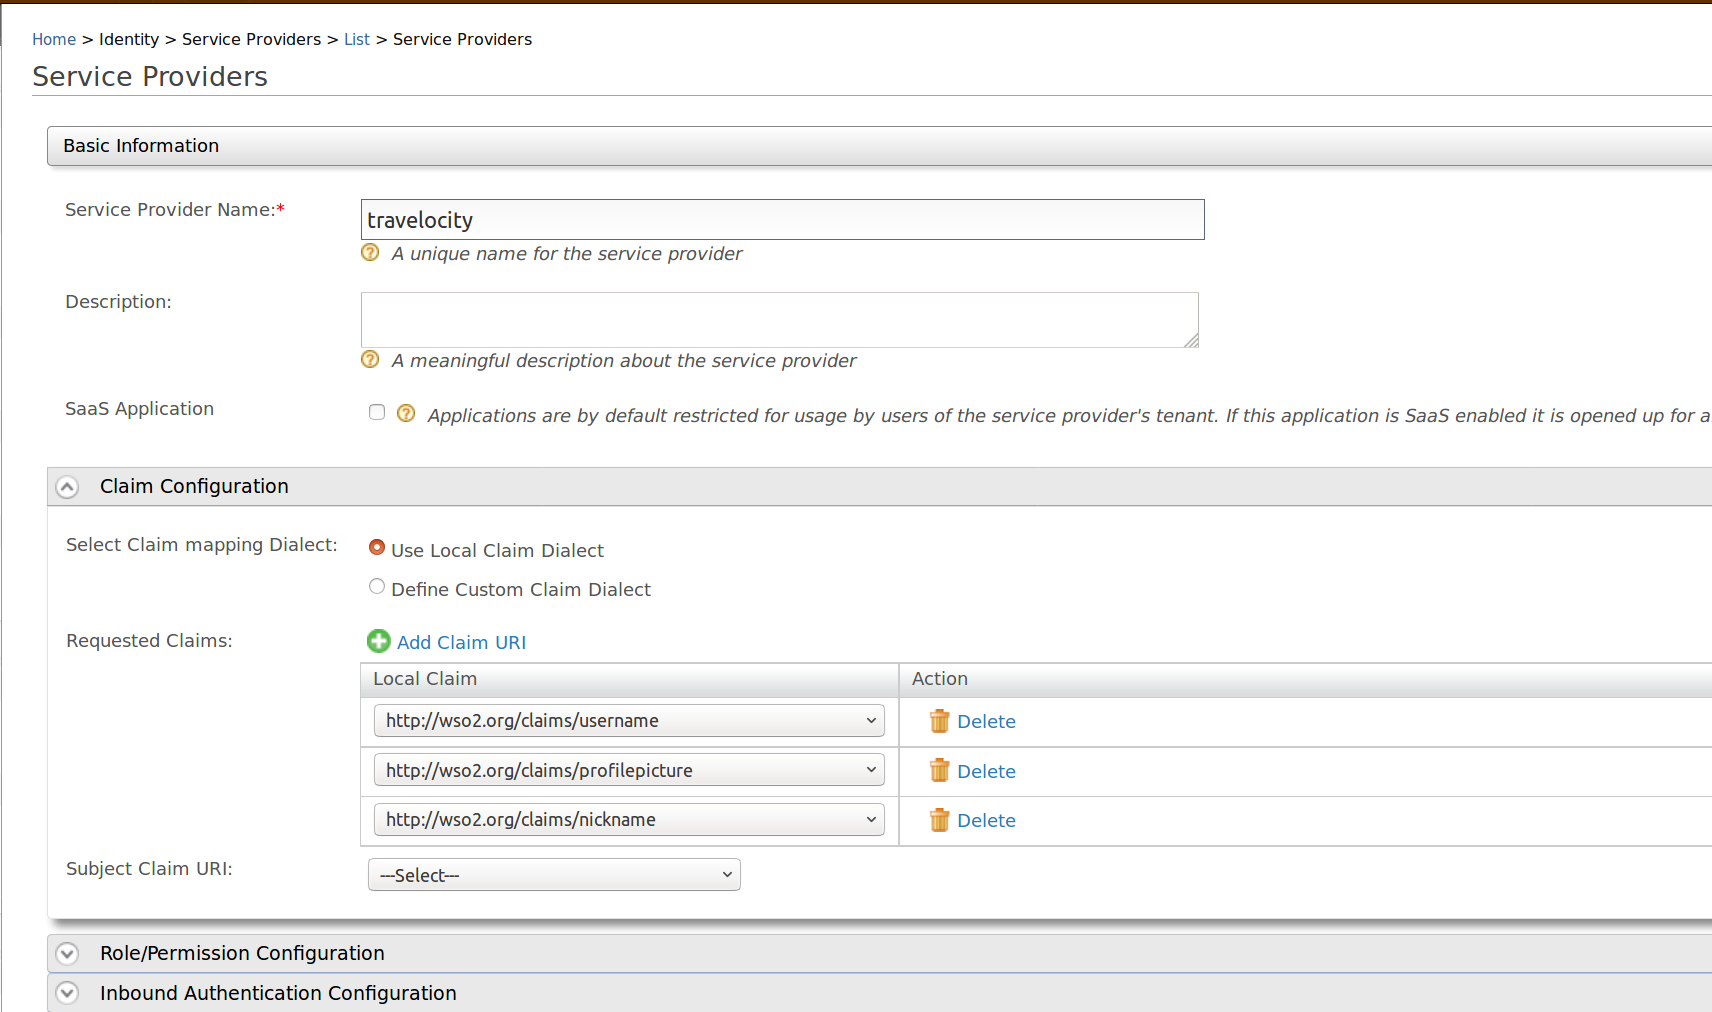 Home > Identity > Service Providers > List > Service Providers
Service Providers
Basic Information
Service Provider Name:*
travelocity
? A unique name for the service provider
Description:
? A meaningful description about the service provider
SaaS Application
? Applications are by default restricted for usage by users of the service provider's tenant. If this application is SaaS enabled it is opened up for a
Claim Configuration
Select Claim mapping Dialect:
Use Local Claim Dialect
Define Custom Claim Dialect
Requested Claims:
Add Claim URI
Local Claim Action
http://wso2.org/claims/username Delete
http://wso2.org/claims/profilepicture Delete
http://wso2.org/claims/nickname Delete
Subject Claim URI:
---Select---
Role/Permission Configuration
Inbound Authentication Configuration